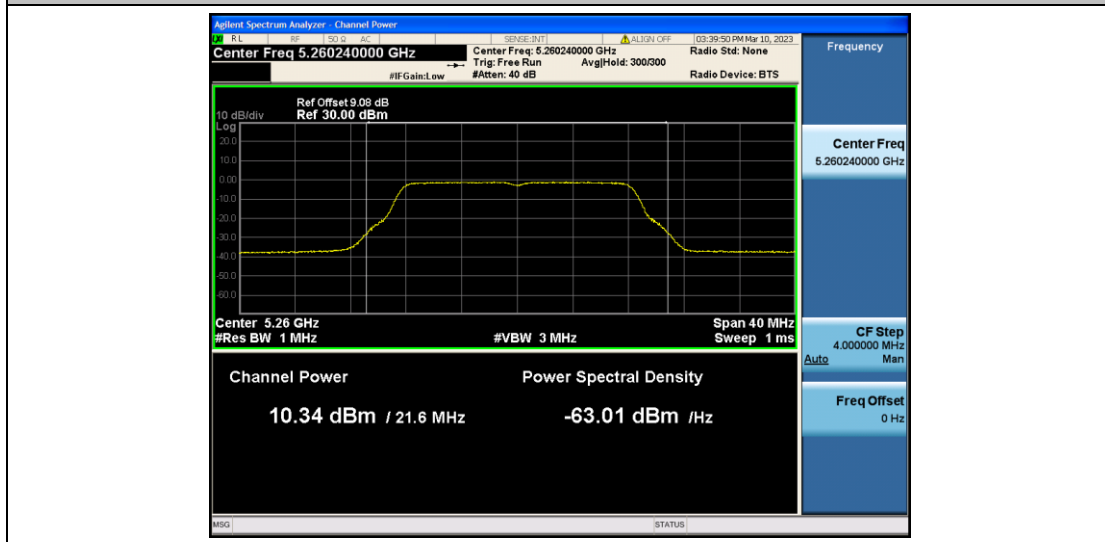 Agilent Spectrum Analyzer - Channel Power
RL RF 50 Ω AC SENSE:INT ALIGN OFF 03:39:50 PM Mar 10, 2023
Center Freq 5.260240000 GHz
Center Freq: 5.260240000 GHz
Radio Std: None
Trig: Free Run Avg|Hold: 300/300
#IFGain:Low #Atten: 40 dB
Radio Device: BTS
Ref Offset 9.08 dB
10 dB/div Ref 30.00 dBm
Log
20.0
10.0
0.00
-10.0
-20.0
-30.0
-40.0
-50.0
-60.0
Center 5.26 GHz Span 40 MHz
#Res BW 1 MHz #VBW 3 MHz Sweep 1 ms
Channel Power Power Spectral Density
10.34 dBm / 21.6 MHz -63.01 dBm /Hz
Frequency
Center Freq
5.260240000 GHz
CF Step
4.000000 MHz
Auto Man
Freq Offset
0 Hz
MSG STATUS